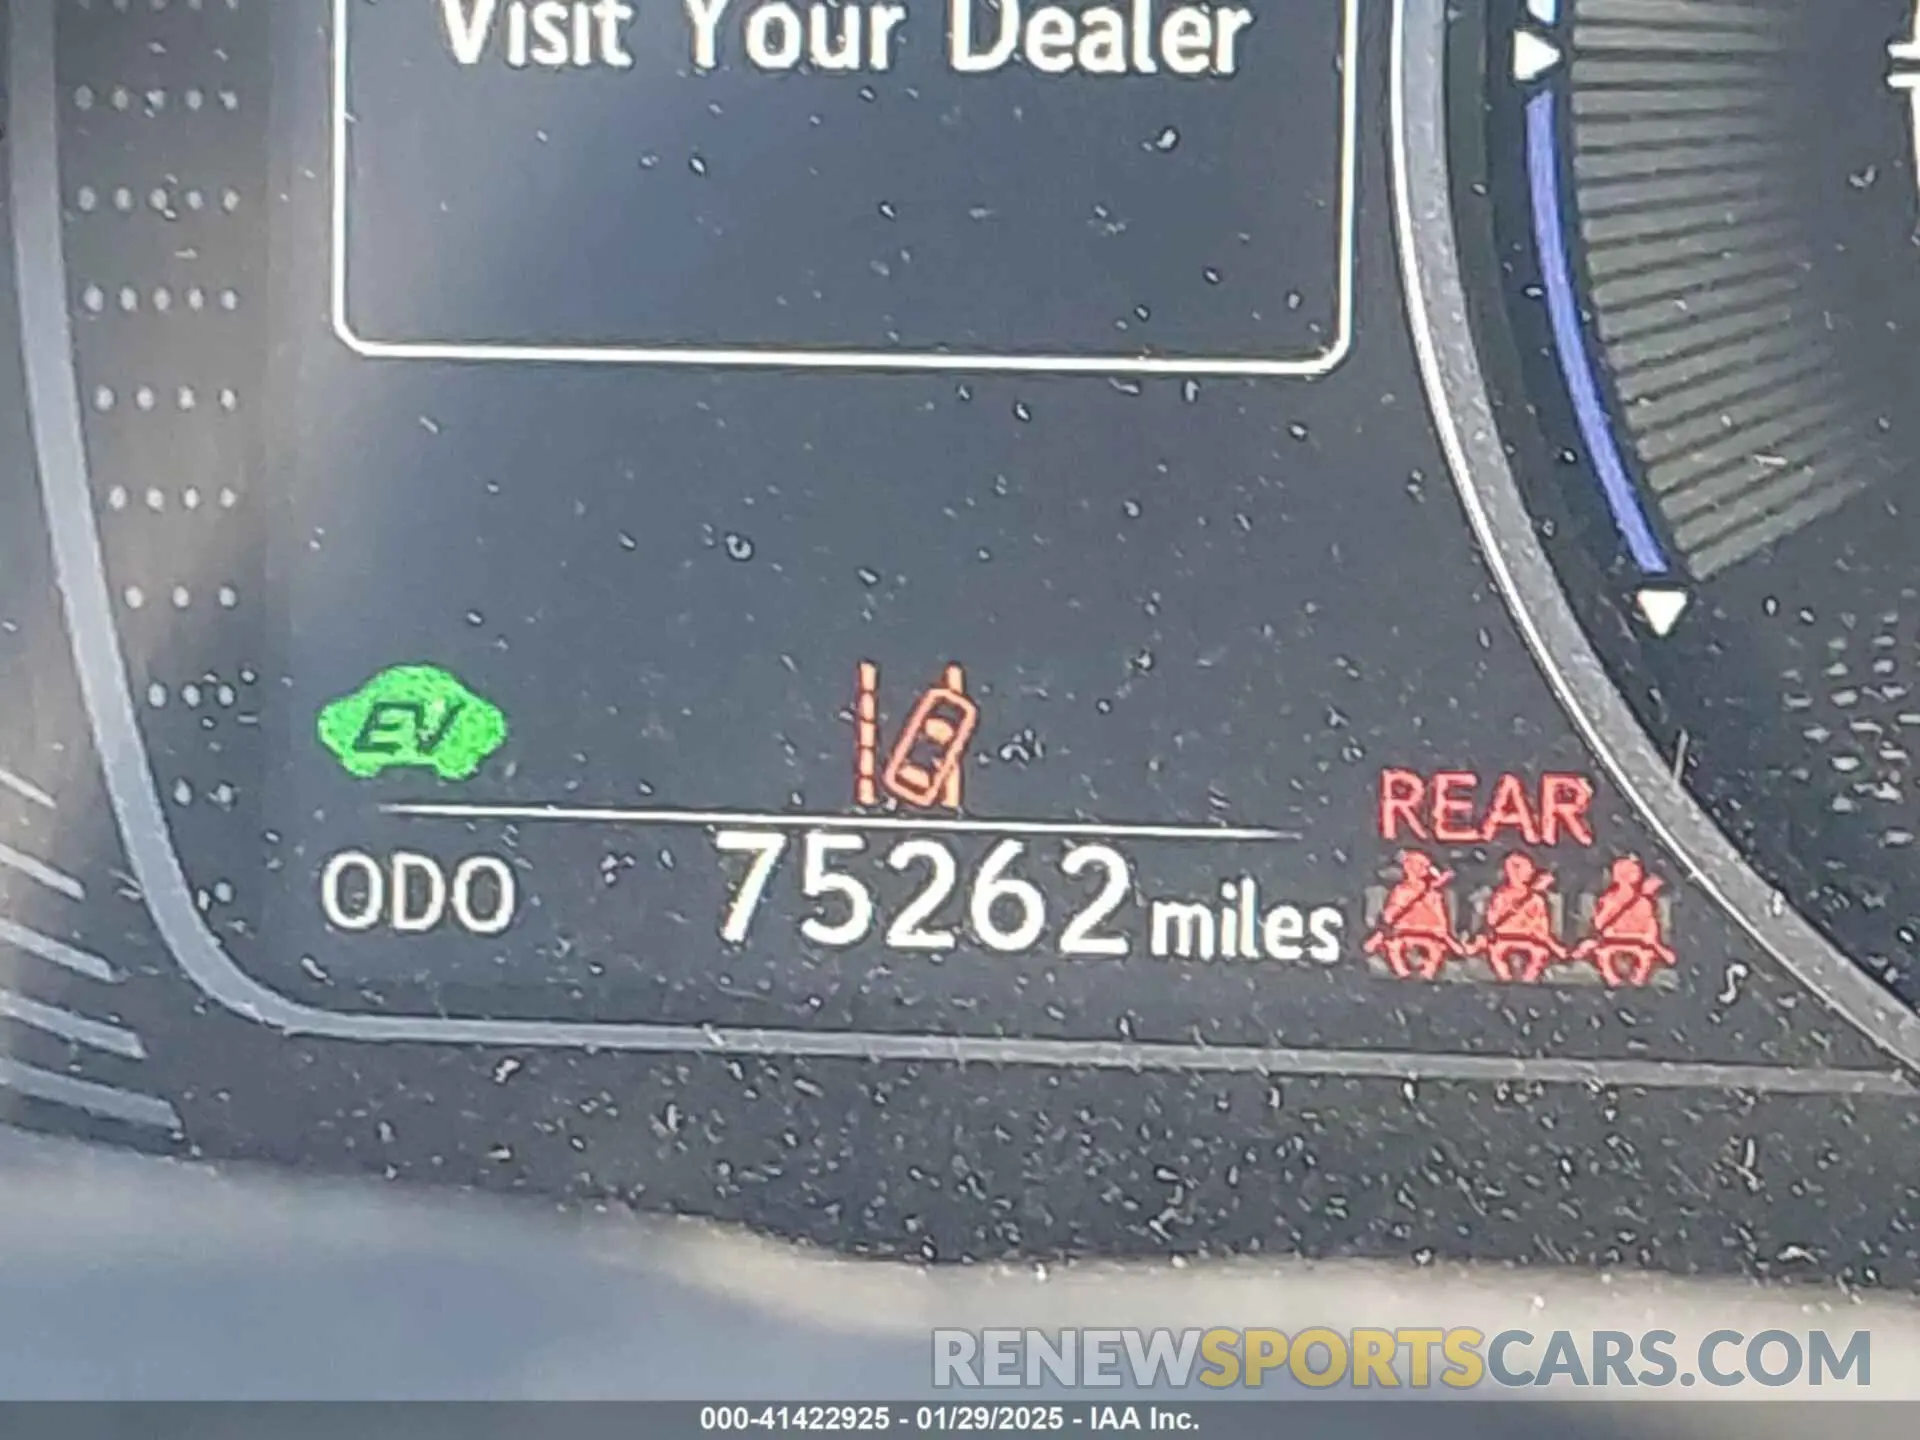 Visit Your Dealer
EV
REAR
ODO 75262 miles
RENEWSPORTSCARS.COM
000-41422925 - 01/29/2025 - IAA Inc.